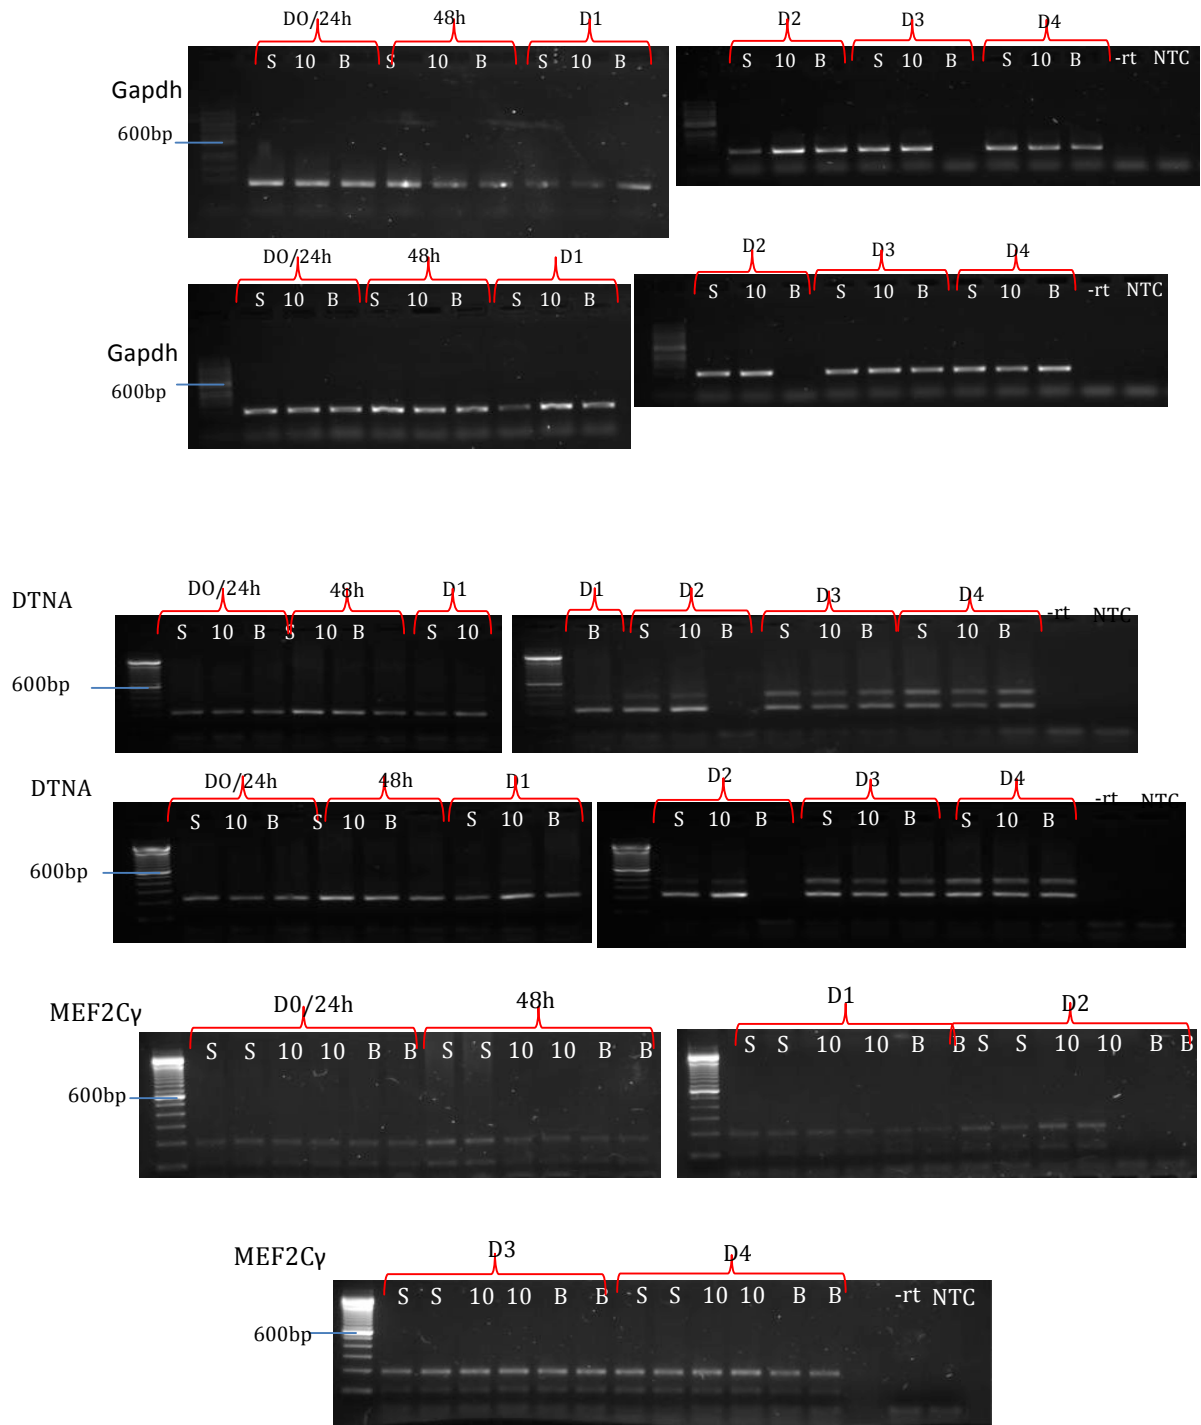 DO/24h 48h D1 D2 D3 D4
S 10 B S 10 B S 10 B S 10 B S 10 B S 10 B -rt NTC
Gapdh
600bp
DO/24h 48h D1 D2 D3 D4
S 10 B S 10 B S 10 B S 10 B S 10 B S 10 B -rt NTC
Gapdh
600bp
DTNA
DO/24h 48h D1 D1 D2 D3 D4 -rt NTC
S 10 B S 10 B S 10 B S 10 B S 10 B S 10 B
600bp
DTNA
DO/24h 48h D1 D2 D3 D4 -rt NTC
S 10 B S 10 B S 10 B S 10 B S 10 B S 10 B
600bp
MEF2Cγ
D0/24h 48h D1 D2
S S 10 10 B B S S 10 10 B B S S 10 10 B B S S 10 10 B B
600bp
MEF2Cγ
D3 D4
S S 10 10 B B S S 10 10 B B -rt NTC
600bp